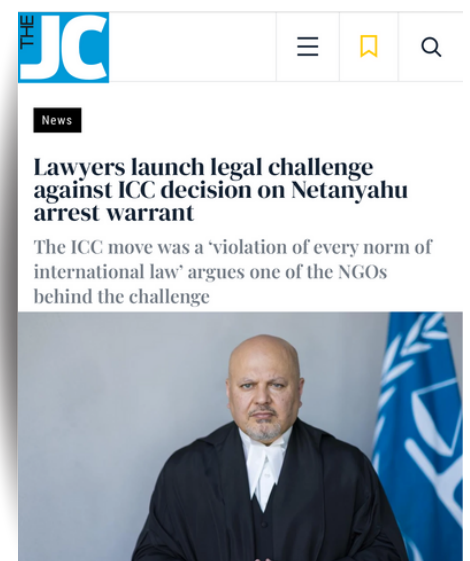 THE
JC
News
Lawyers launch legal challenge
against ICC decision on Netanyahu
arrest warrant
The ICC move was a ‘violation of every norm of
international law’ argues one of the NGOs
behind the challenge